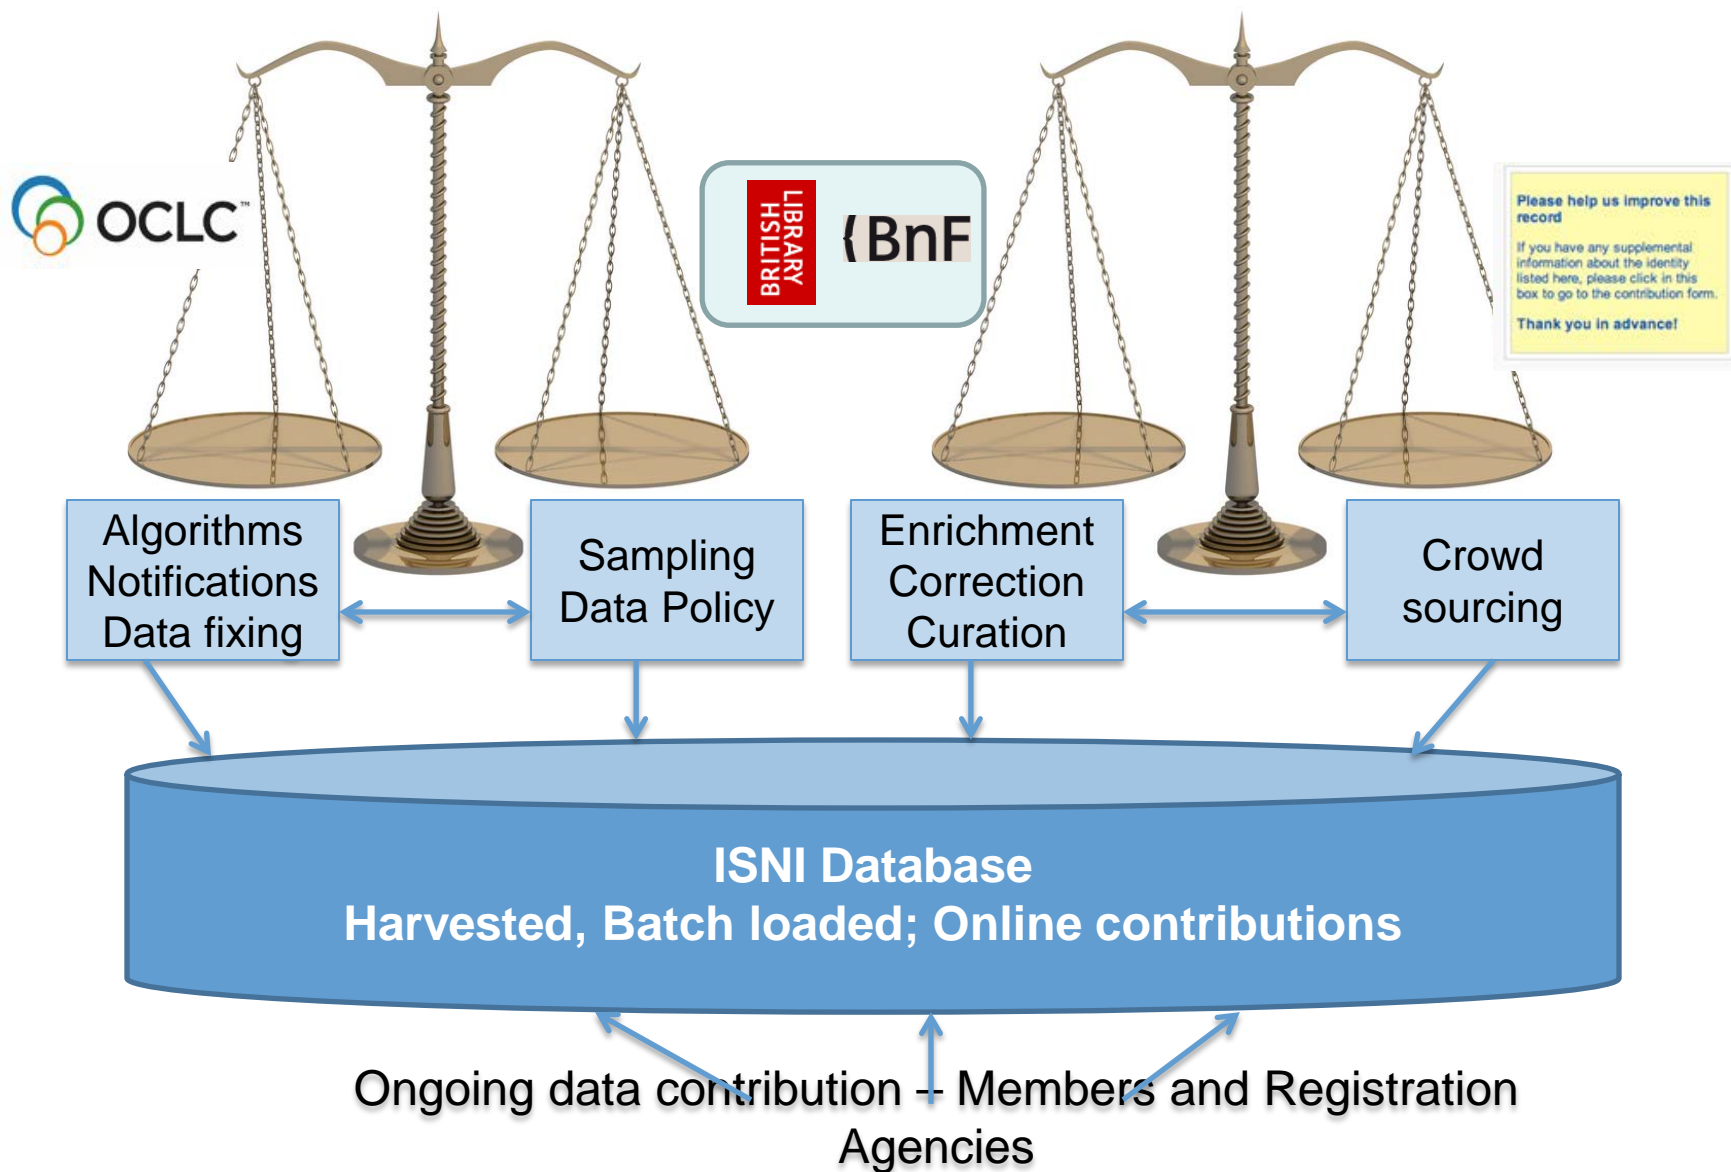 OCLC™
BRITISH
LIBRARY
{BnF
Please help us improve this
record
If you have any supplemental
information about the identity
listed here, please click in this
box to go to the contribution form.
Thank you in advance!
Algorithms
Notifications
Data fixing
Sampling
Data Policy
Enrichment
Correction
Curation
Crowd
sourcing
ISNI Database
Harvested, Batch loaded; Online contributions
Ongoing data contribution – Members and Registration
Agencies